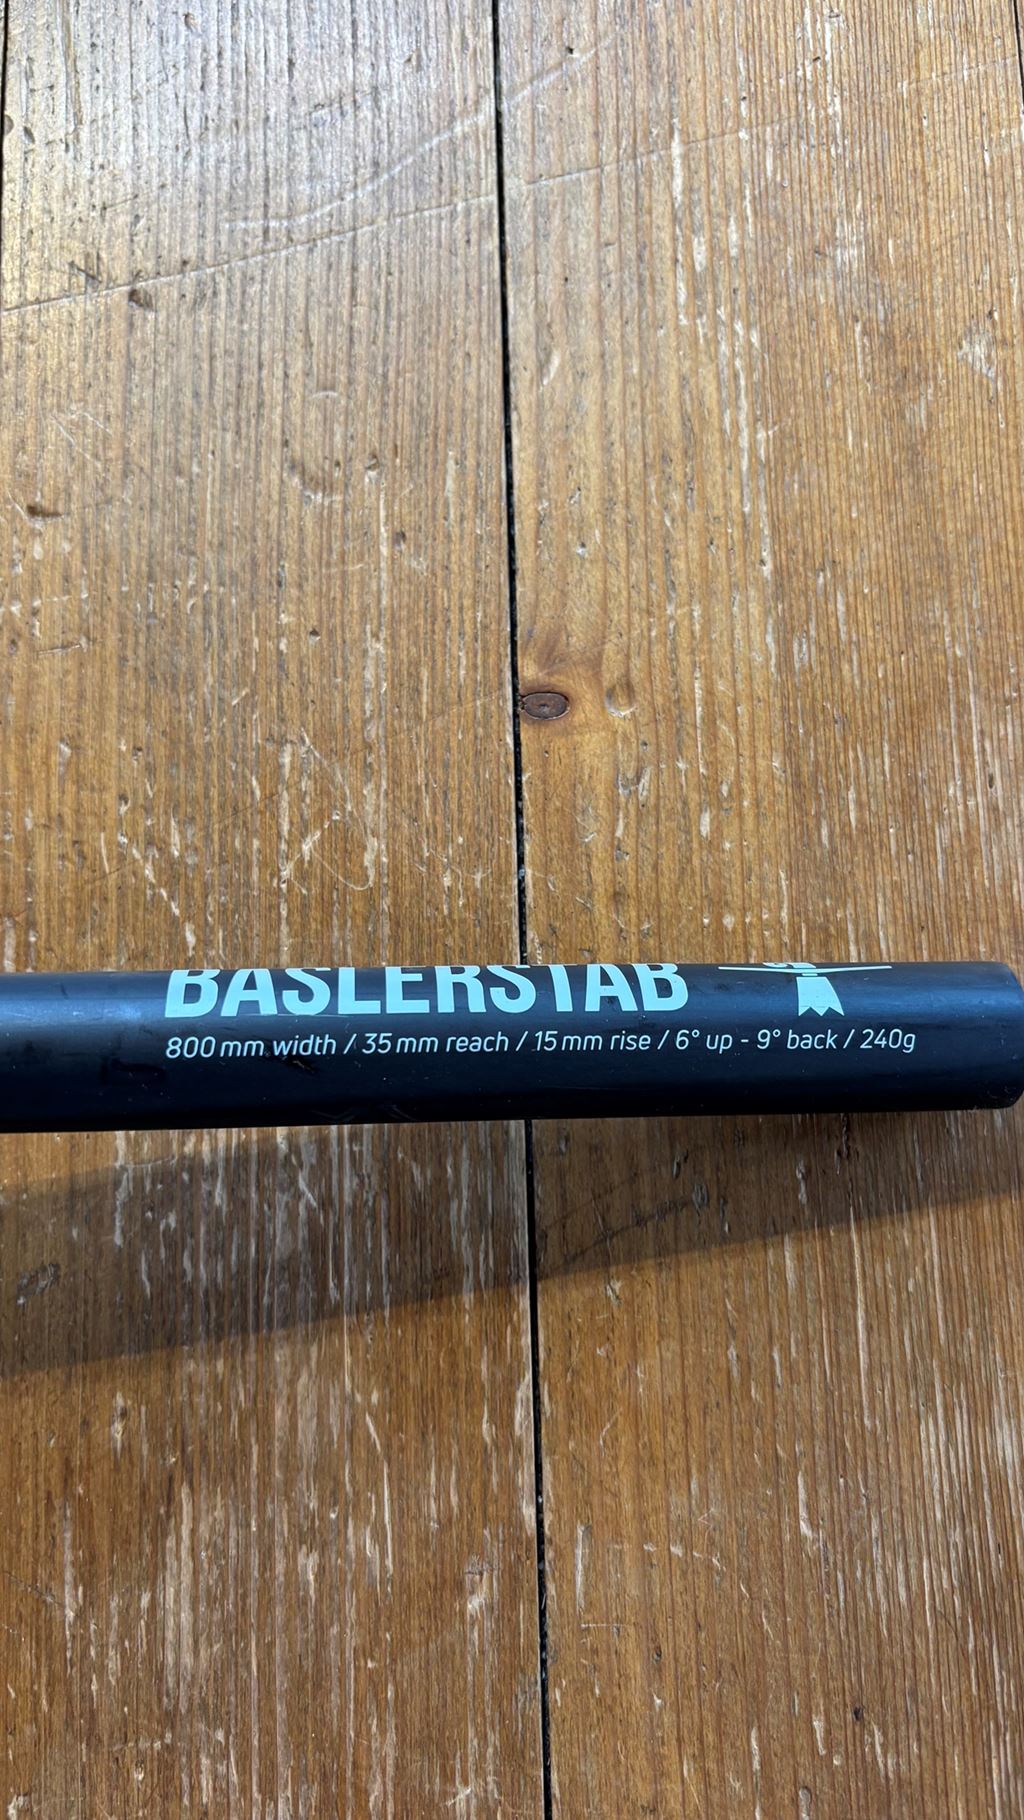 BASLERSTAB
800 mm width / 35 mm reach / 15 mm rise / 6° up - 9° back / 240g